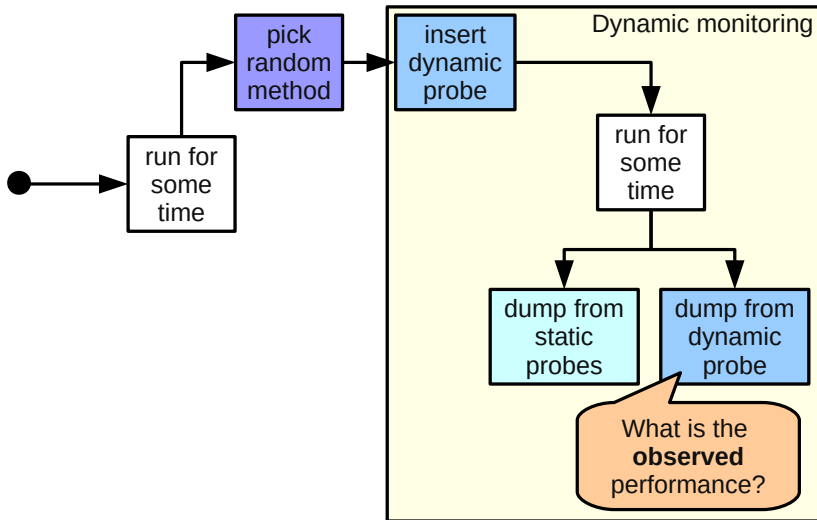 Dynamic monitoring
pick
random
method
insert
dynamic
probe
run for
some
time
run for
some
time
dump from
static
probes
dump from
dynamic
probe
What is the
observed
performance?